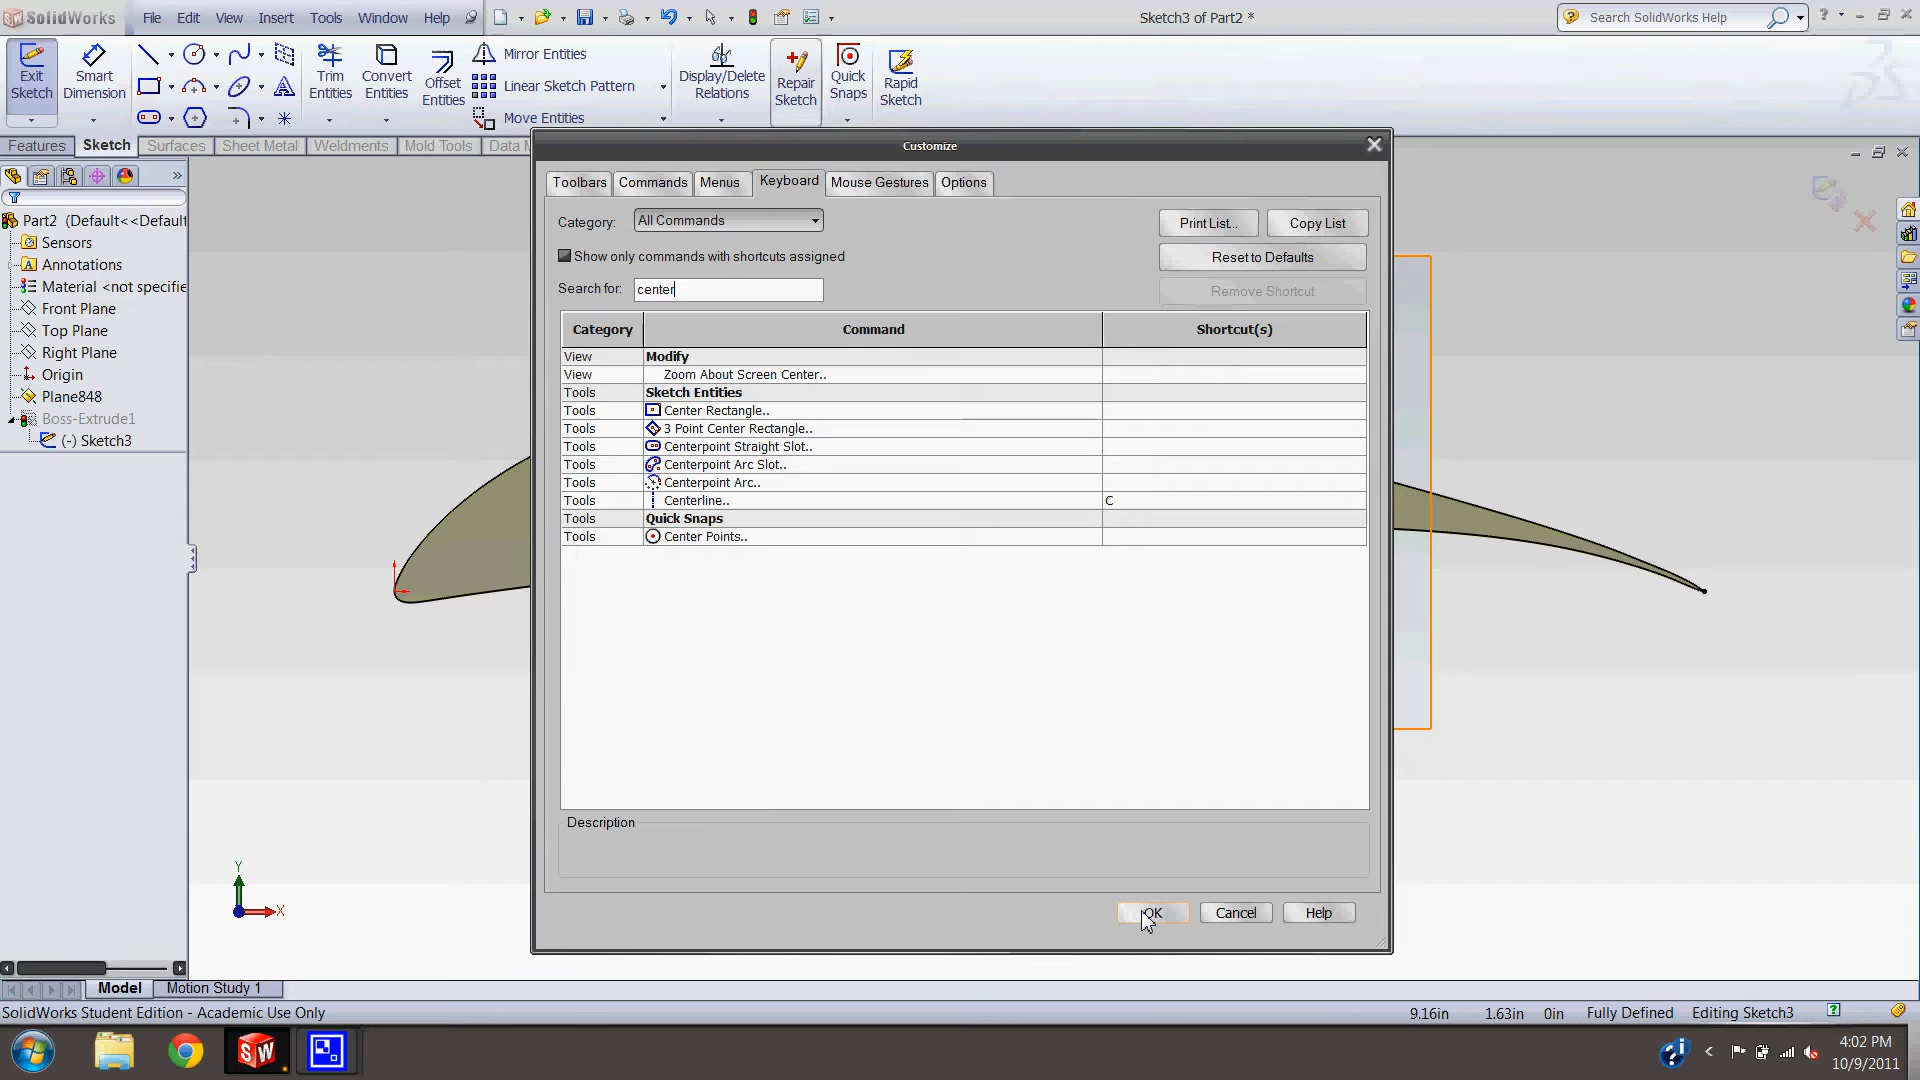 SolidWorks File Edit View Insert Tools Window Help Sketch3 of Part2 * Search SolidWorks Help
Exit Sketch
Smart Dimension
Trim Entities
Convert Entities
Offset Entities
Mirror Entities
Linear Sketch Pattern
Move Entities
Display/Delete Relations
Repair Sketch
Quick Snaps
Rapid Sketch
Features Sketch Surfaces Sheet Metal Weldments Mold Tools Data M
Part2 (Default<<Default
Sensors
Annotations
Material <not specifie
Front Plane
Top Plane
Right Plane
Origin
Plane848
Boss-Extrude1
(-) Sketch3
Customize
Toolbars Commands Menus Keyboard Mouse Gestures Options
Category: All Commands
Print List... Copy List
Show only commands with shortcuts assigned
Reset to Defaults
Search for: center
Remove Shortcut
Category Command Shortcut(s)
View Modify
View Zoom About Screen Center..
Tools Sketch Entities
Tools Center Rectangle..
Tools 3 Point Center Rectangle..
Tools Centerpoint Straight Slot..
Tools Centerpoint Arc Slot..
Tools Centerpoint Arc..
Tools Centerline.. C
Tools Quick Snaps
Tools Center Points..
Description
OK Cancel Help
Y
X
Model Motion Study 1
SolidWorks Student Edition - Academic Use Only 9.16in 1.63in 0in Fully Defined Editing Sketch3
SW
4:02 PM
10/9/2011